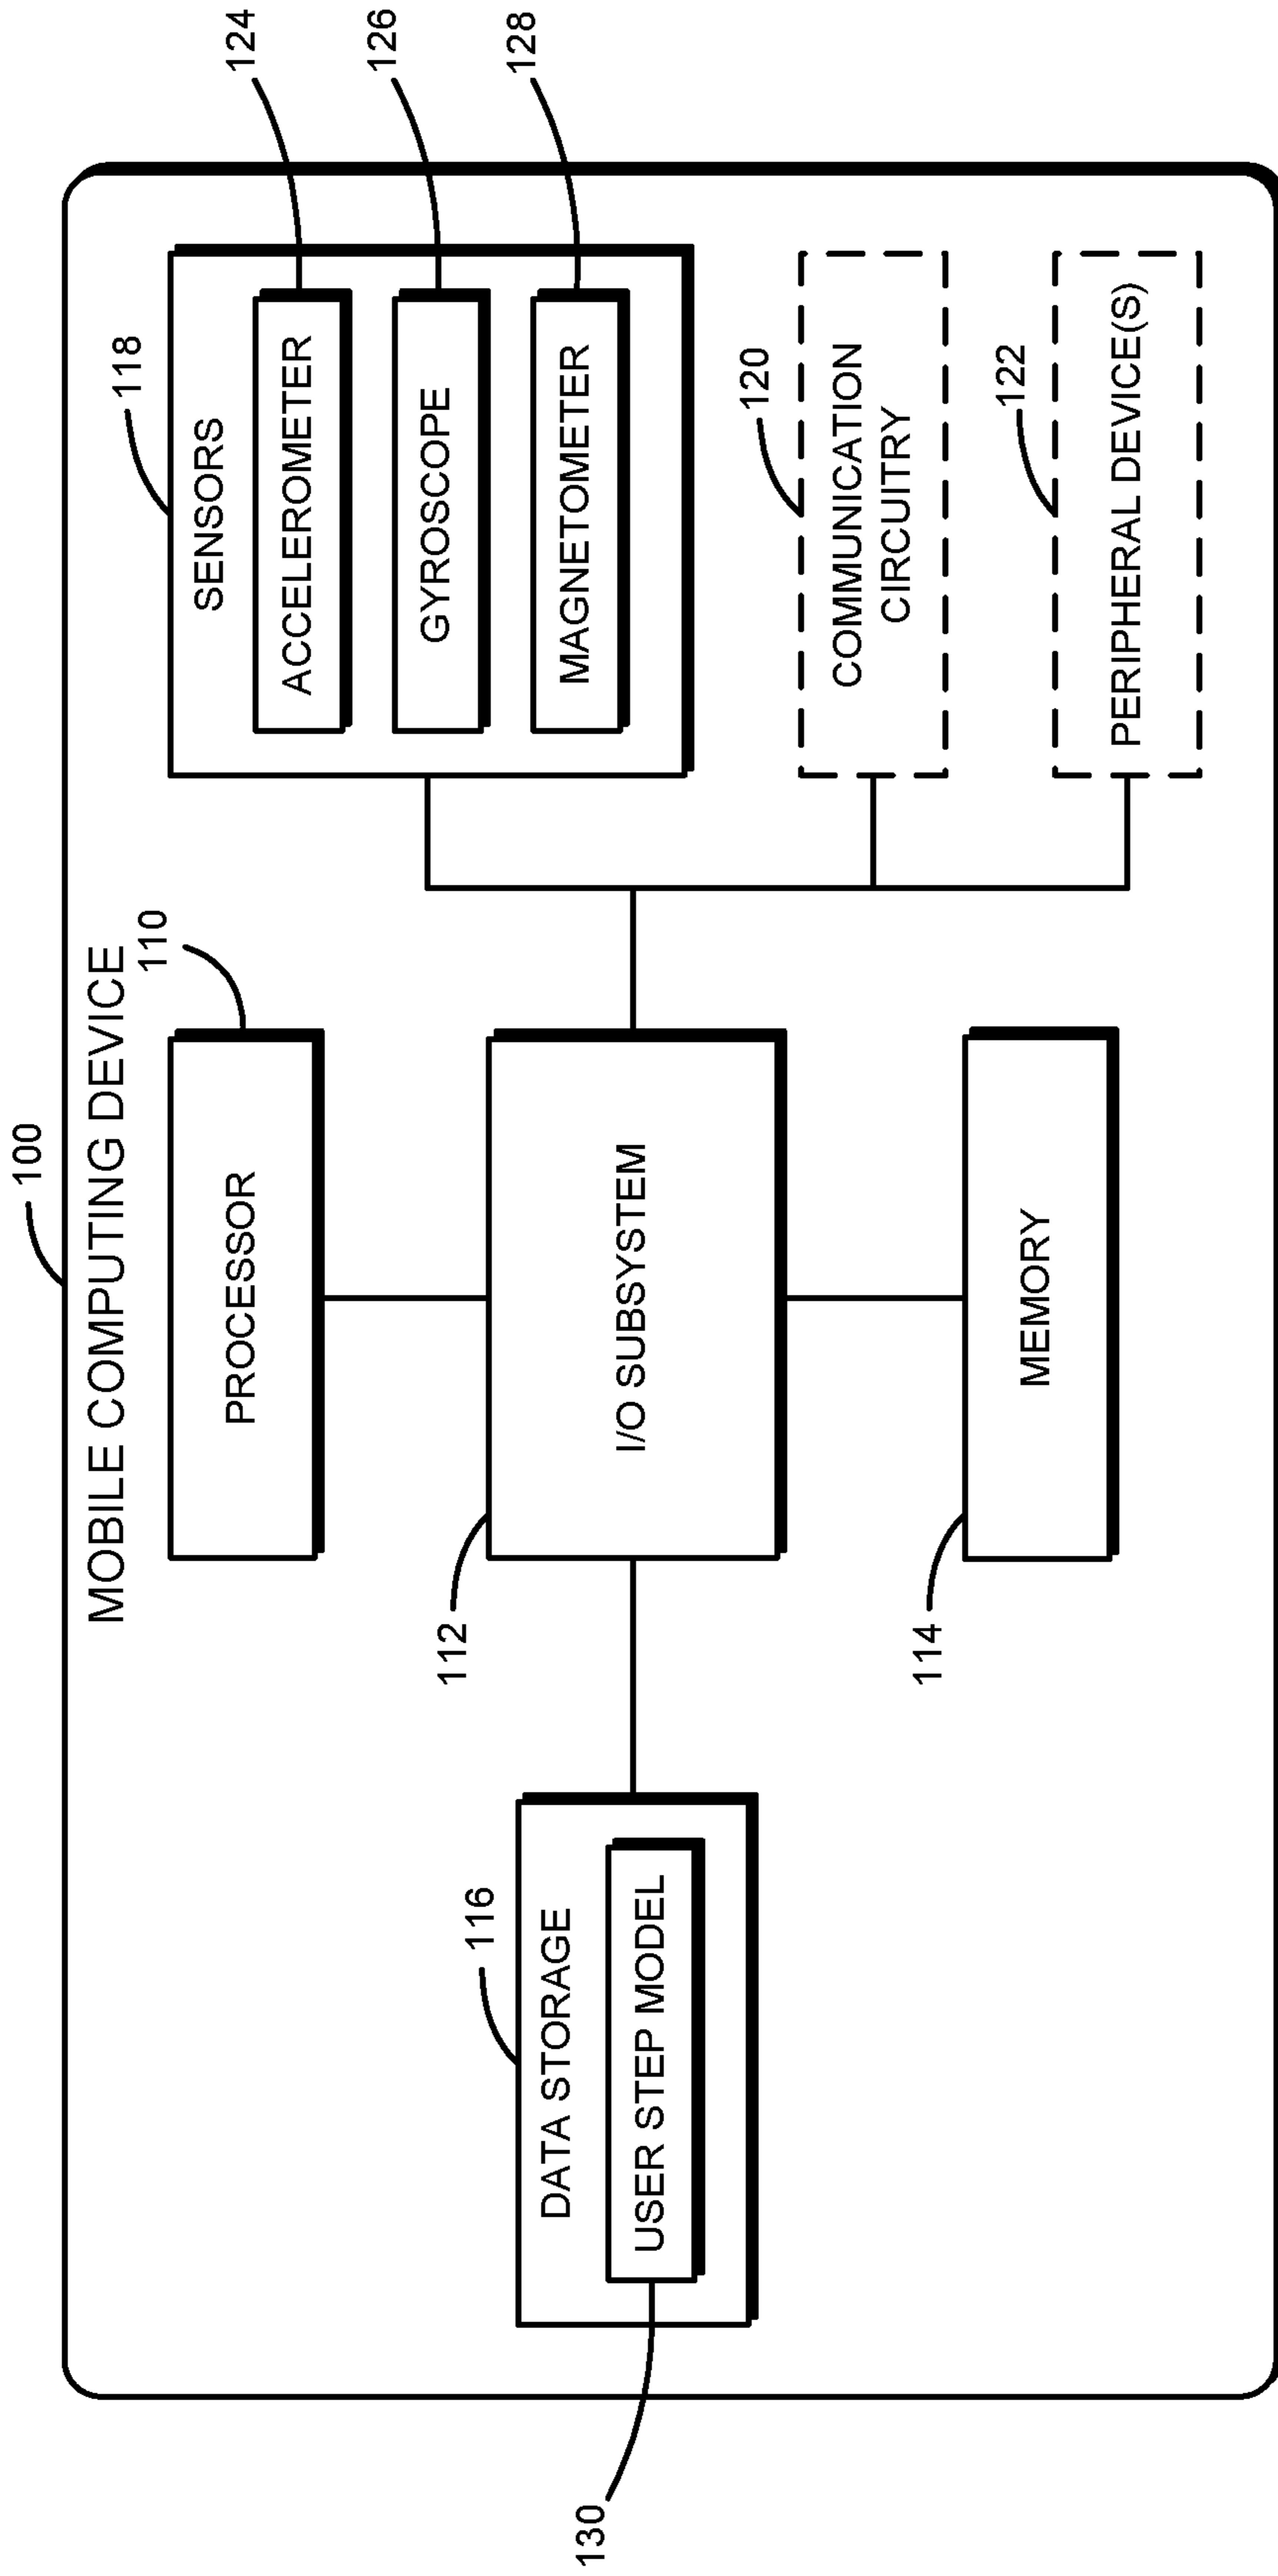 100
MOBILE COMPUTING DEVICE
110
PROCESSOR
112
I/O SUBSYSTEM
114
MEMORY
116
DATA STORAGE
USER STEP MODEL
130
118
SENSORS
ACCELEROMETER
124
GYROSCOPE
126
MAGNETOMETER
128
120
COMMUNICATION
CIRCUITRY
122
PERIPHERAL DEVICE(S)